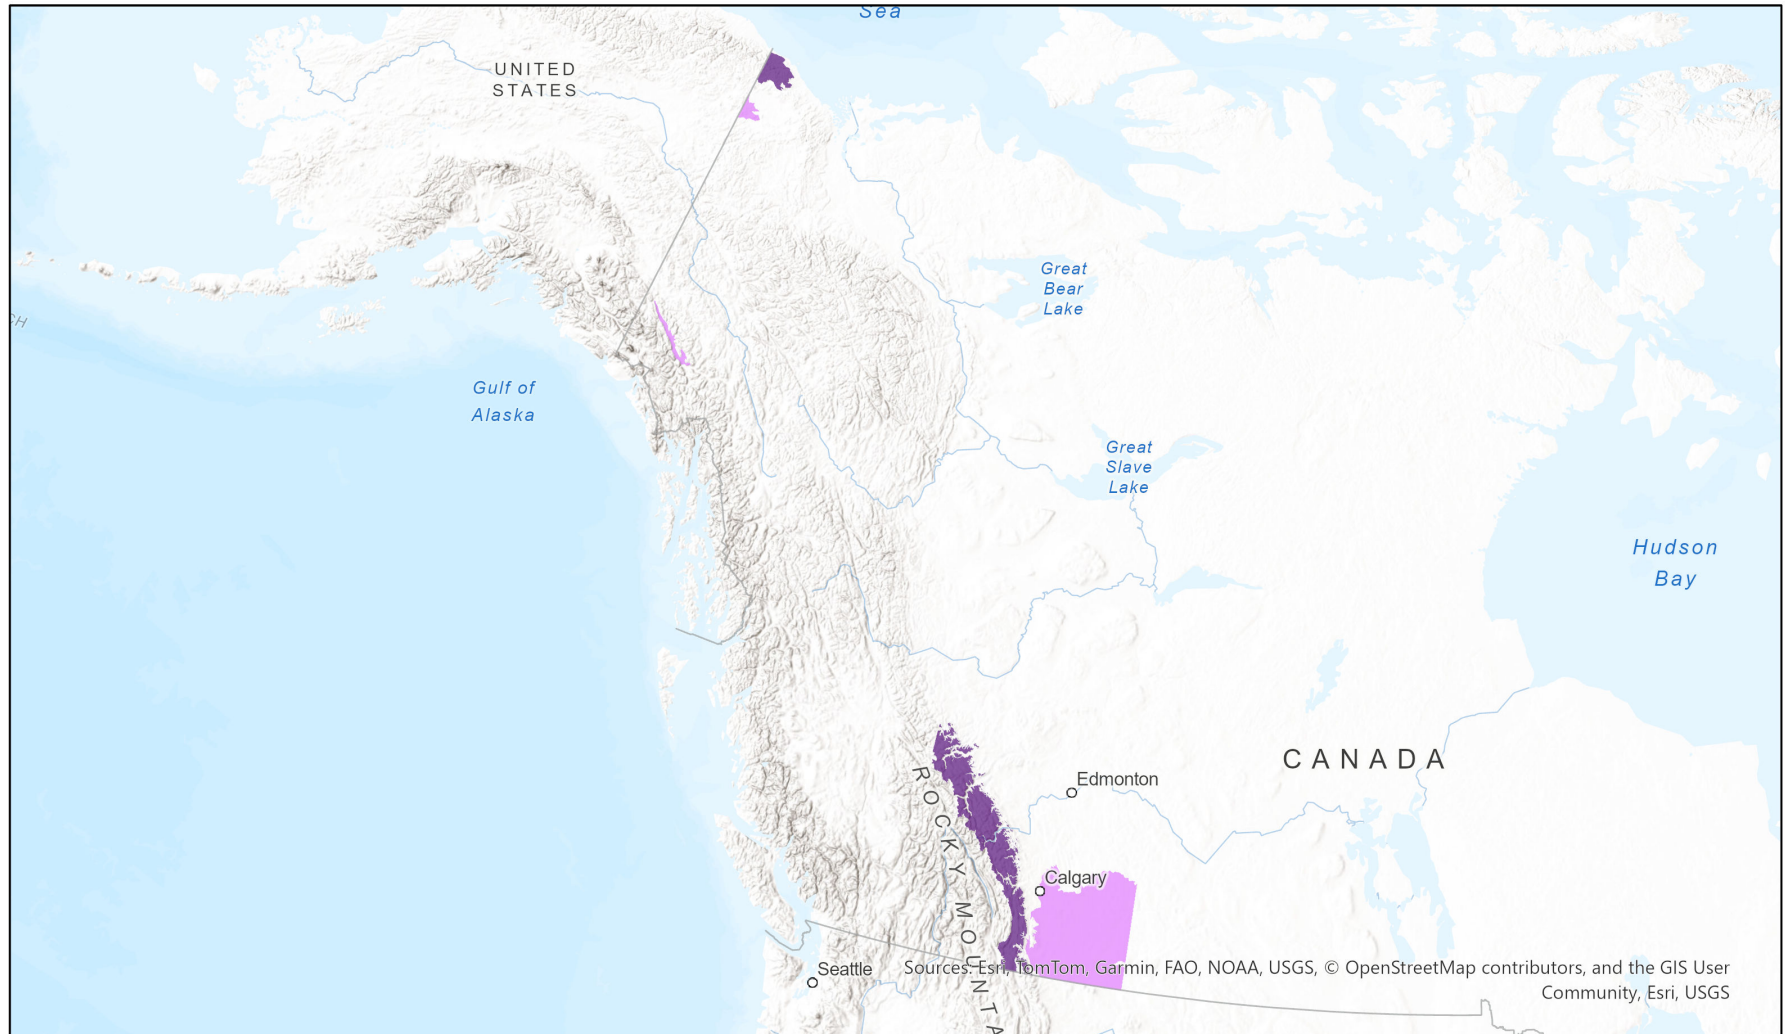 Sea
UNITED
STATES
Great
Bear
Lake
CH
Gulf of
Alaska
Great
Slave
Lake
Hudson
Bay
CANADA
Edmonton
ROCKY MOUNTA
Calgary
Seattle
Sources: Esri, TomTom, Garmin, FAO, NOAA, USGS, © OpenStreetMap contributors, and the GIS User
Community, Esri, USGS